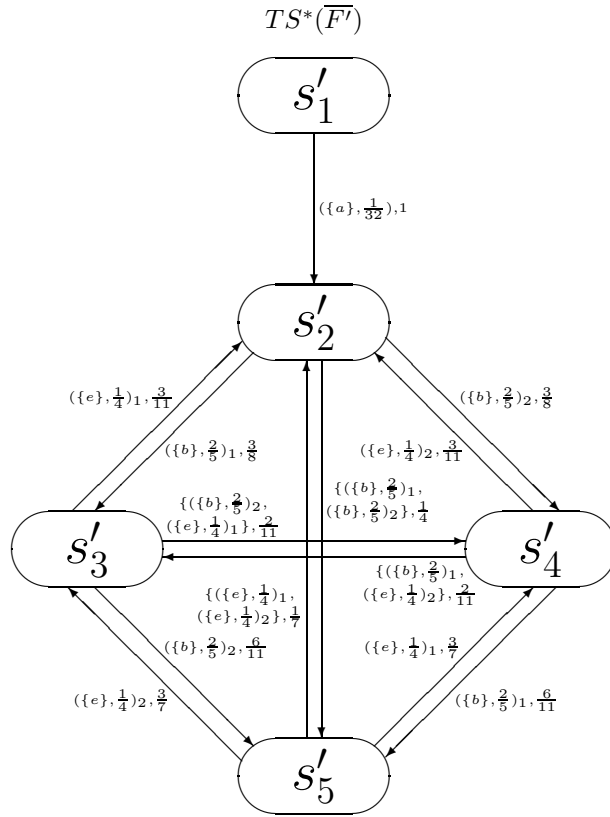 TS*(F̅'̅)
s'₁
({a},1/32),1
s'₂
({e},1/4)₁,3/11
({b},2/5)₂,3/8
({b},2/5)₁,3/8
({e},1/4)₂,3/11
{({b},2/5)₂,
({e},1/4)₁},2/11
{({b},2/5)₁,
({b},2/5)₂},1/4
s'₃
s'₄
{({e},1/4)₁,
({e},1/4)₂},1/7
{({b},2/5)₁,
({e},1/4)₂},2/11
({b},2/5)₂,6/11
({e},1/4)₁,3/7
({e},1/4)₂,3/7
({b},2/5)₁,6/11
s'₅